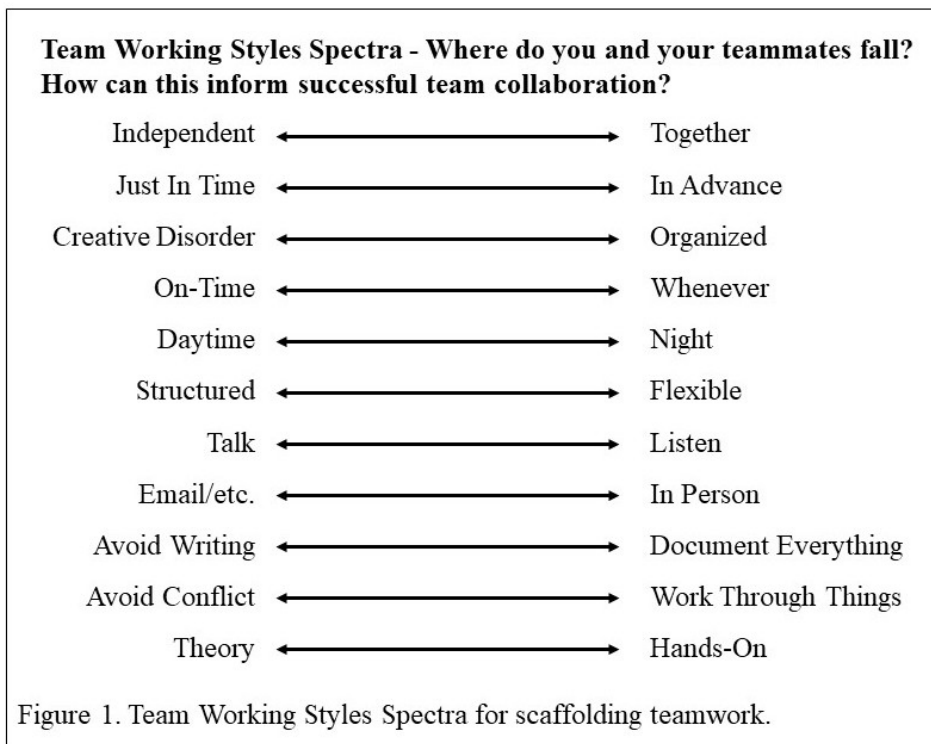 Team Working Styles Spectra - Where do you and your teammates fall?
How can this inform successful team collaboration?
Independent Together
Just In Time In Advance
Creative Disorder Organized
On-Time Whenever
Daytime Night
Structured Flexible
Talk Listen
Email/etc. In Person
Avoid Writing Document Everything
Avoid Conflict Work Through Things
Theory Hands-On
Figure 1. Team Working Styles Spectra for scaffolding teamwork.